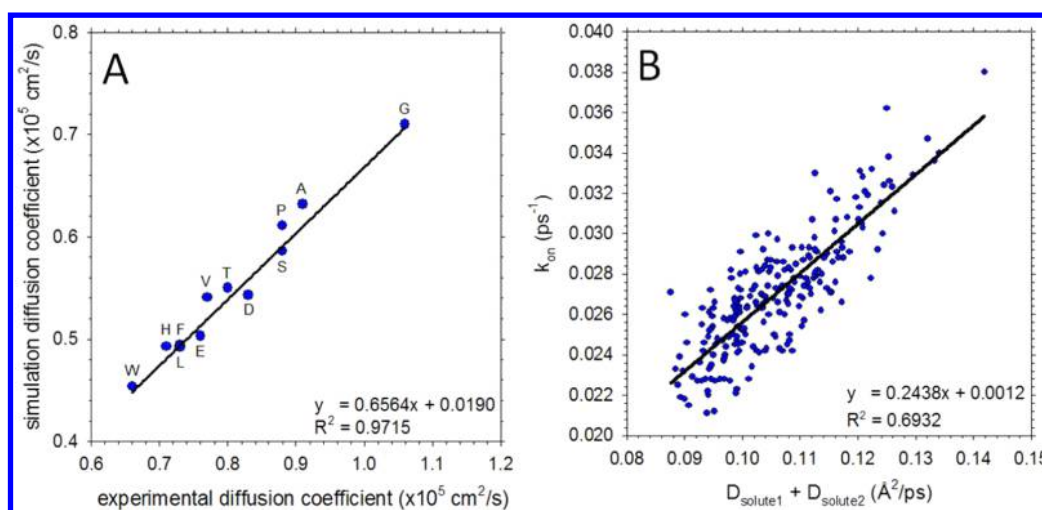 A
simulation diffusion coefficient (x10⁵ cm²/s)
0.8
0.7
0.6
0.5
0.4
G
A
P
S
T
V
D
H
F
E
L
W
y = 0.6564x + 0.0190
R² = 0.9715
0.6 0.7 0.8 0.9 1.0 1.1 1.2
experimental diffusion coefficient (x10⁵ cm²/s)
B
k_on (ps⁻¹)
0.040
0.038
0.036
0.034
0.032
0.030
0.028
0.026
0.024
0.022
0.020
y = 0.2438x + 0.0012
R² = 0.6932
0.08 0.09 0.10 0.11 0.12 0.13 0.14 0.15
D_solute1 + D_solute2 (Å²/ps)